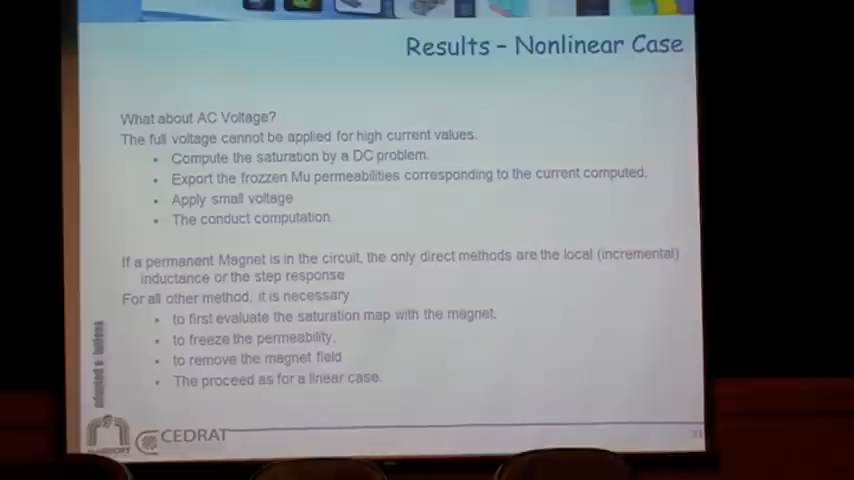 Results – Nonlinear Case
What about AC Voltage?
The full voltage cannot be applied for high current values.
• Compute the saturation by a DC problem.
• Export the frozzen Mu permeabilities corresponding to the current computed.
• Apply small voltage
• The conduct computation.
If a permanent Magnet is in the circuit, the only direct methods are the local (incremental)
inductance or the step response
For all other method, it is necessary
• to first evaluate the saturation map with the magnet,
• to freeze the permeability,
• to remove the magnet field
• The proceed as for a linear case.
CEDRAT